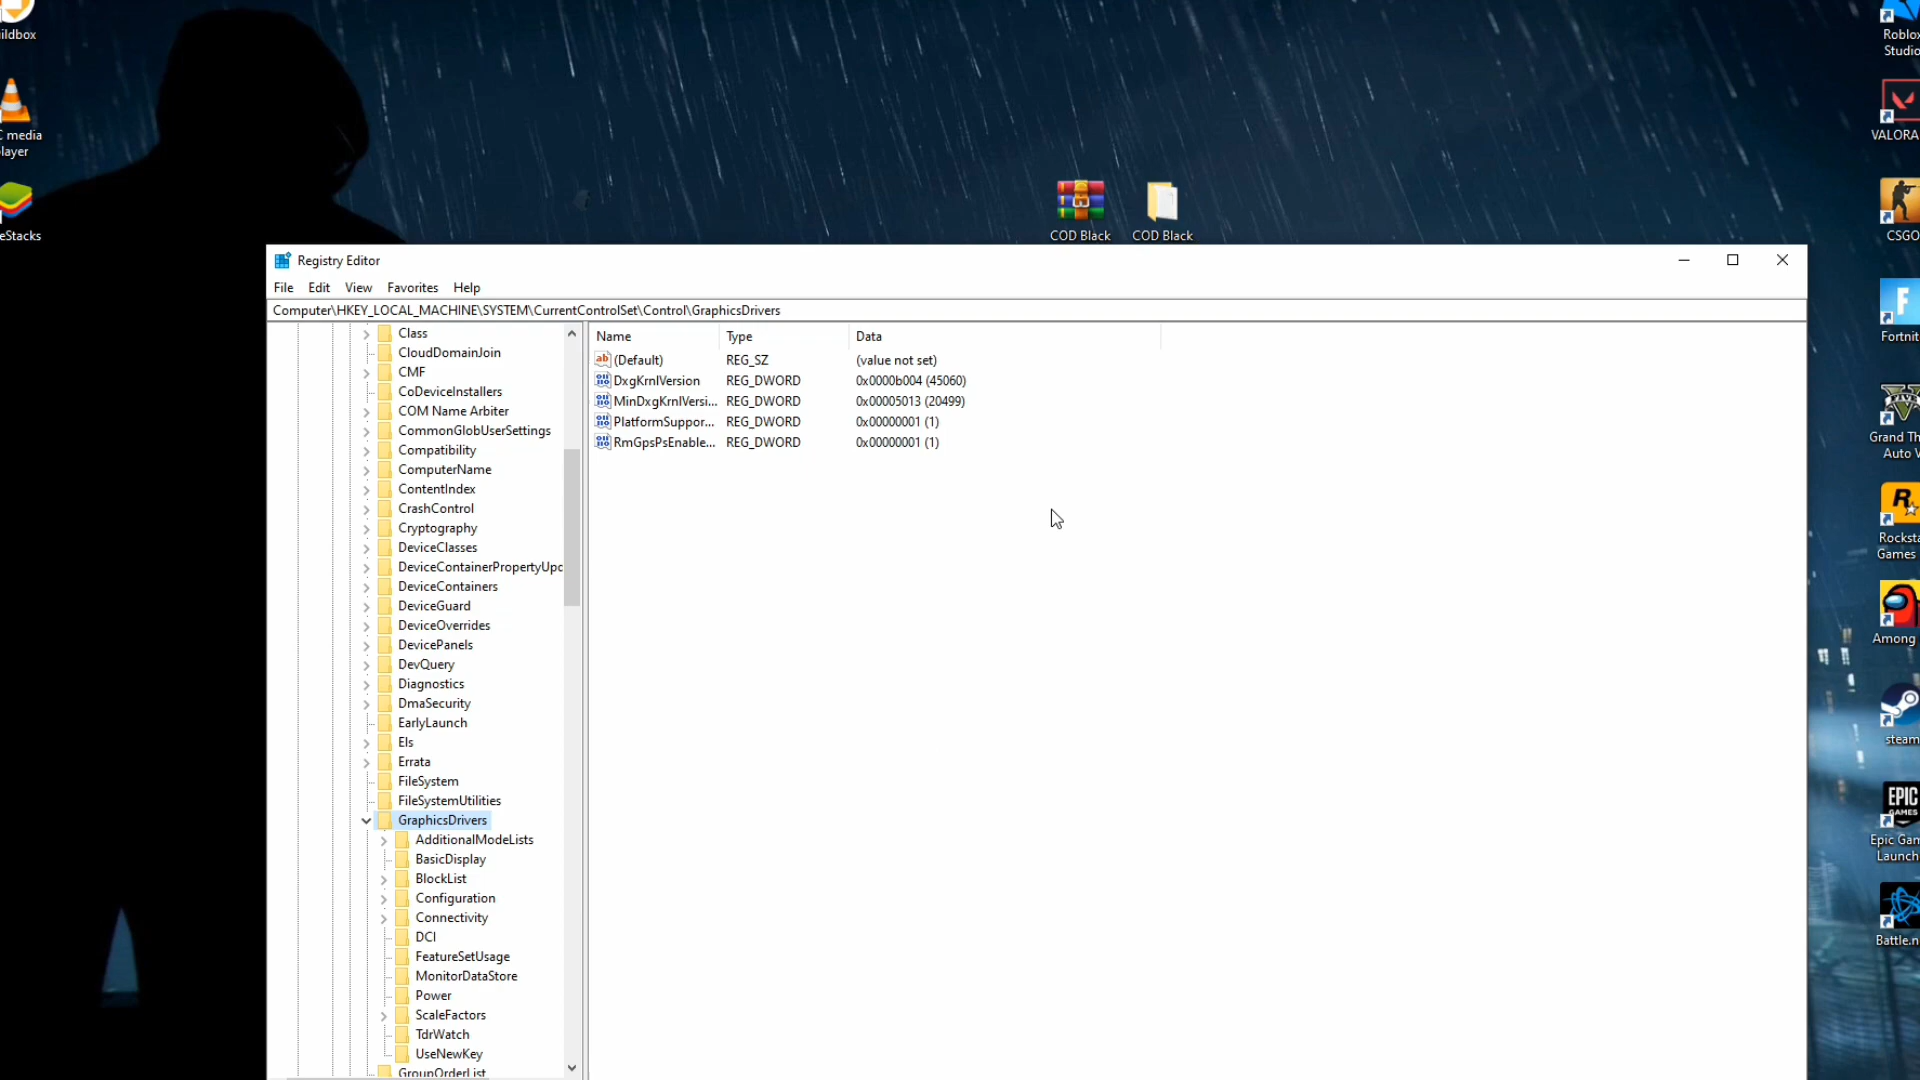 ildbox
C media
layer
eStacks
COD Black
COD Black
Roblox
Studio
VALORA
CSGO
Fortnit
Grand Th
Auto V
Rocksta
Games
Among
steam
EPIC
GAMES
Epic Gam
Launch
Battle.n
Registry Editor
File Edit View Favorites Help
Computer\HKEY_LOCAL_MACHINE\SYSTEM\CurrentControlSet\Control\GraphicsDrivers
Class
CloudDomainJoin
CMF
CoDeviceInstallers
COM Name Arbiter
CommonGlobUserSettings
Compatibility
ComputerName
ContentIndex
CrashControl
Cryptography
DeviceClasses
DeviceContainerPropertyUpd
DeviceContainers
DeviceGuard
DeviceOverrides
DevicePanels
DevQuery
Diagnostics
DmaSecurity
EarlyLaunch
Els
Errata
FileSystem
FileSystemUtilities
GraphicsDrivers
AdditionalModeLists
BasicDisplay
BlockList
Configuration
Connectivity
DCI
FeatureSetUsage
MonitorDataStore
Power
ScaleFactors
TdrWatch
UseNewKey
GroupOrderList
Name Type Data
(Default) REG_SZ (value not set)
DxgKrnlVersion REG_DWORD 0x0000b004 (45060)
MinDxgKrnlVersi... REG_DWORD 0x00005013 (20499)
PlatformSuppor... REG_DWORD 0x00000001 (1)
RmGpsPsEnable... REG_DWORD 0x00000001 (1)